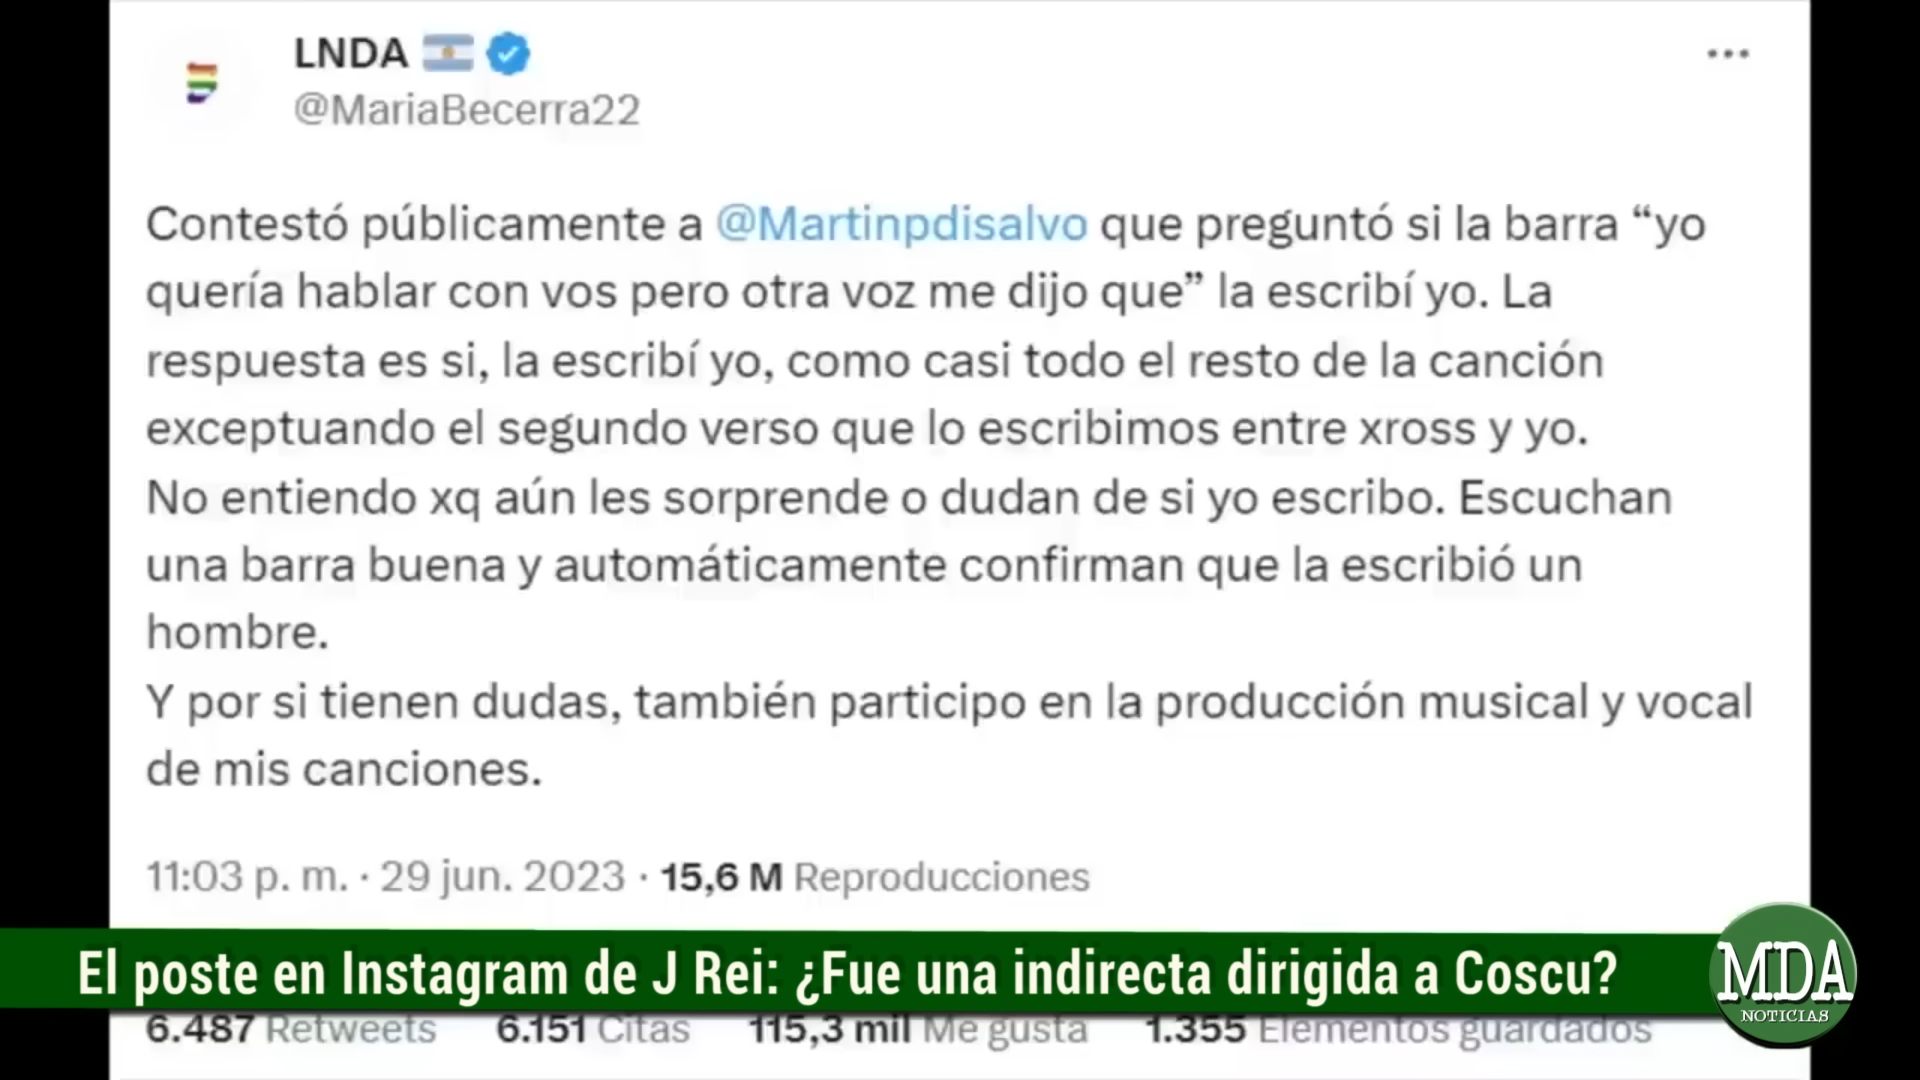 LNDA
@MariaBecerra22
Contestó públicamente a @Martinpdisalvo que preguntó si la barra “yo
quería hablar con vos pero otra voz me dijo que” la escribí yo. La
respuesta es si, la escribí yo, como casi todo el resto de la canción
exceptuando el segundo verso que lo escribimos entre xross y yo.
No entiendo xq aún les sorprende o dudan de si yo escribo. Escuchan
una barra buena y automáticamente confirman que la escribió un
hombre.
Y por si tienen dudas, también participo en la producción musical y vocal
de mis canciones.
11:03 p. m. · 29 jun. 2023 · 15,6 M Reproducciones
El poste en Instagram de J Rei: ¿Fue una indirecta dirigida a Coscu?
MDA
NOTICIAS
6.487 Retweets 6.151 Citas 115,3 mil Me gusta 1.355 Elementos guardados